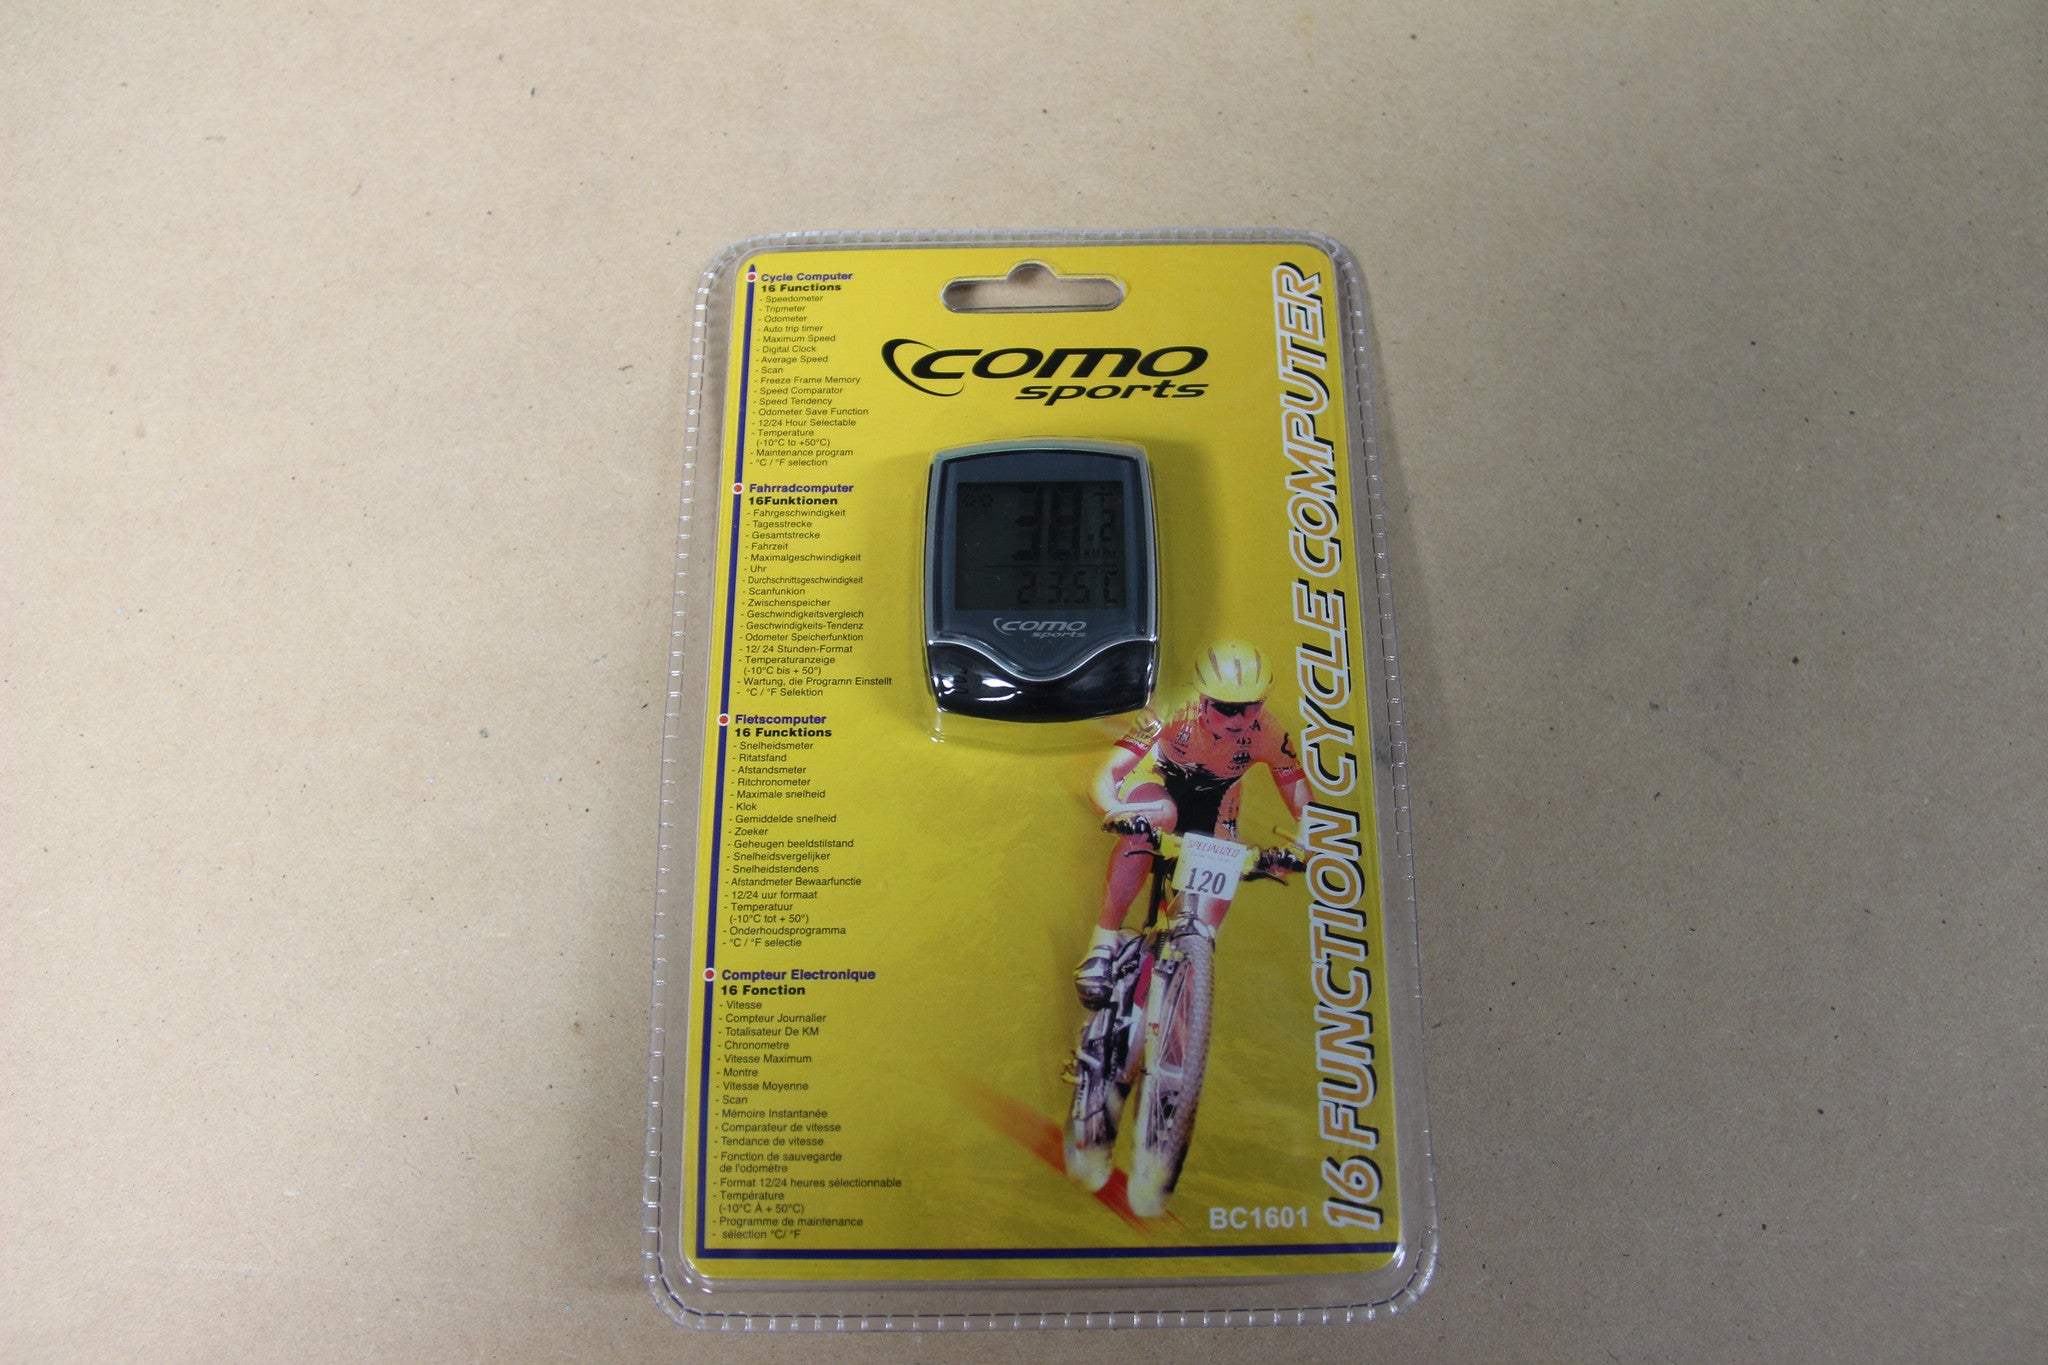 Cycle Computer
16 Functions
- Speedometer
- Tripmeter
- Odometer
- Auto trip timer
- Maximum Speed
- Digital Clock
- Average Speed
- Scan
- Freeze Frame Memory
- Speed Comparator
- Speed Tendency
- Odometer Save Function
- 12/24 Hour Selectable
- Temperature
(-10°C to +50°C)
- Maintenance program
- °C / °F selection
Fahrradcomputer
16Funktionen
- Fahrgeschwindigkeit
- Tagesstrecke
- Gesamtstrecke
- Fahrzeit
- Maximalgeschwindigkeit
- Uhr
- Durchschnittsgeschwindigkeit
- Scanfunkion
- Zwischenspeicher
- Geschwindigkeitsvergleich
- Geschwindigkeits-Tendenz
- Odometer Speicherfunktion
- 12/ 24 Stunden-Format
- Temperaturanzeige
(-10°C bis + 50°)
- Wartung, die Programn Einstellt
- °C / °F Selektion
Fietscomputer
16 Funcktions
- Snelheidsmeter
- Ritatsfand
- Afstandsmeter
- Ritchronometer
- Maximale snelheid
- Klok
- Gemiddelde snelheid
- Zoeker
- Geheugen beeldstilstand
- Snelheidsvergelijker
- Snelheidstendens
- Afstandmeter Bewaarfunctie
- 12/24 uur formaat
- Temperatuur
(-10°C tot + 50°)
- Onderhoudsprogramma
- °C / °F selectie
Compteur Electronique
16 Fonction
- Vitesse
- Compteur Journalier
- Totalisateur De KM
- Chronometre
- Vitesse Maximum
- Montre
- Vitesse Moyenne
- Scan
- Mémoire Instantanée
- Comparateur de vitesse
- Tendance de vitesse
- Fonction de sauvegarde
de l'odomètre
- Format 12/24 heures sélectionnable
- Température
(-10°C À + 50°C)
- Programme de maintenance
- sélection °C/ °F
como
sports
38.2
KM/hr
23.5 C
como
sports
SPECIALIZED
120
BC1601
16 FUNCTION CYCLE COMPUTER